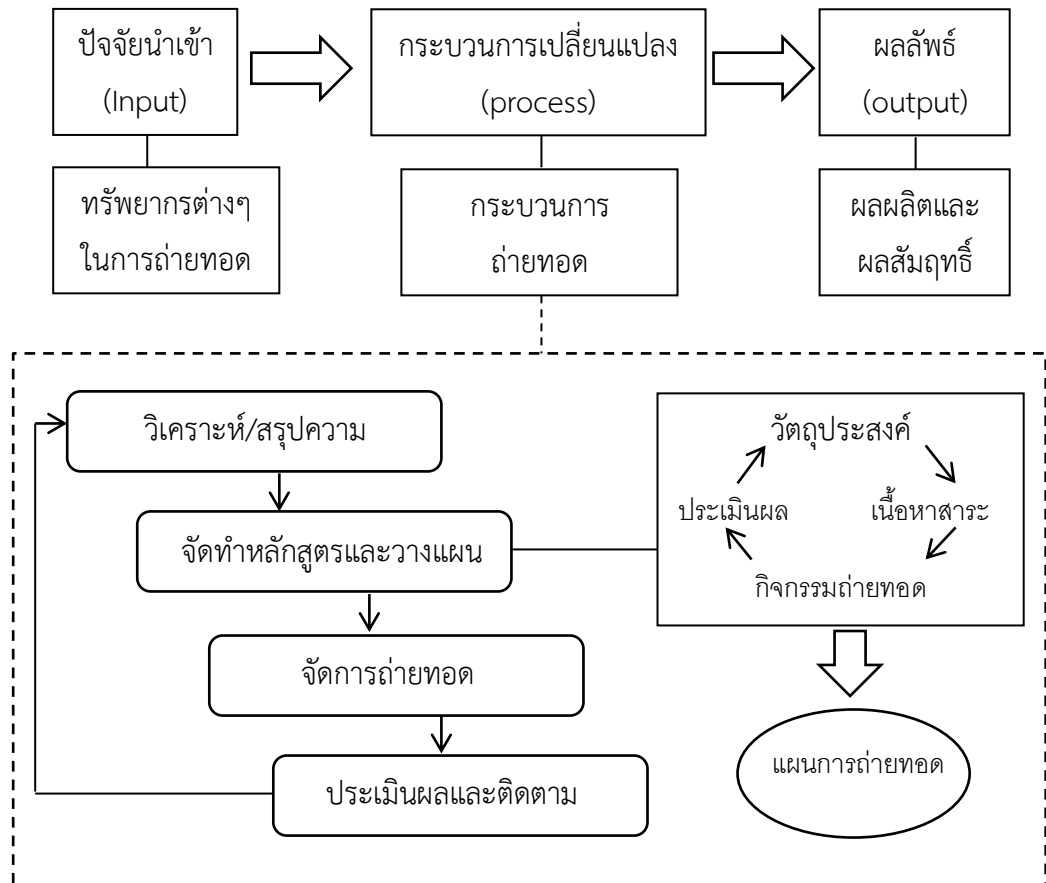 ปัจจัยนำเข้า
(Input)
กระบวนการเปลี่ยนแปลง
(process)
ผลลัพธ์
(output)
ทรัพยากรต่างๆ
ในการถ่ายทอด
กระบวนการ
ถ่ายทอด
ผลผลิตและ
ผลสัมฤทธิ์
วิเคราะห์/สรุปความ
จัดทำหลักสูตรและวางแผน
จัดการถ่ายทอด
ประเมินผลและติดตาม
วัตถุประสงค์
ประเมินผล
เนื้อหาสาระ
กิจกรรมถ่ายทอด
แผนการถ่ายทอด